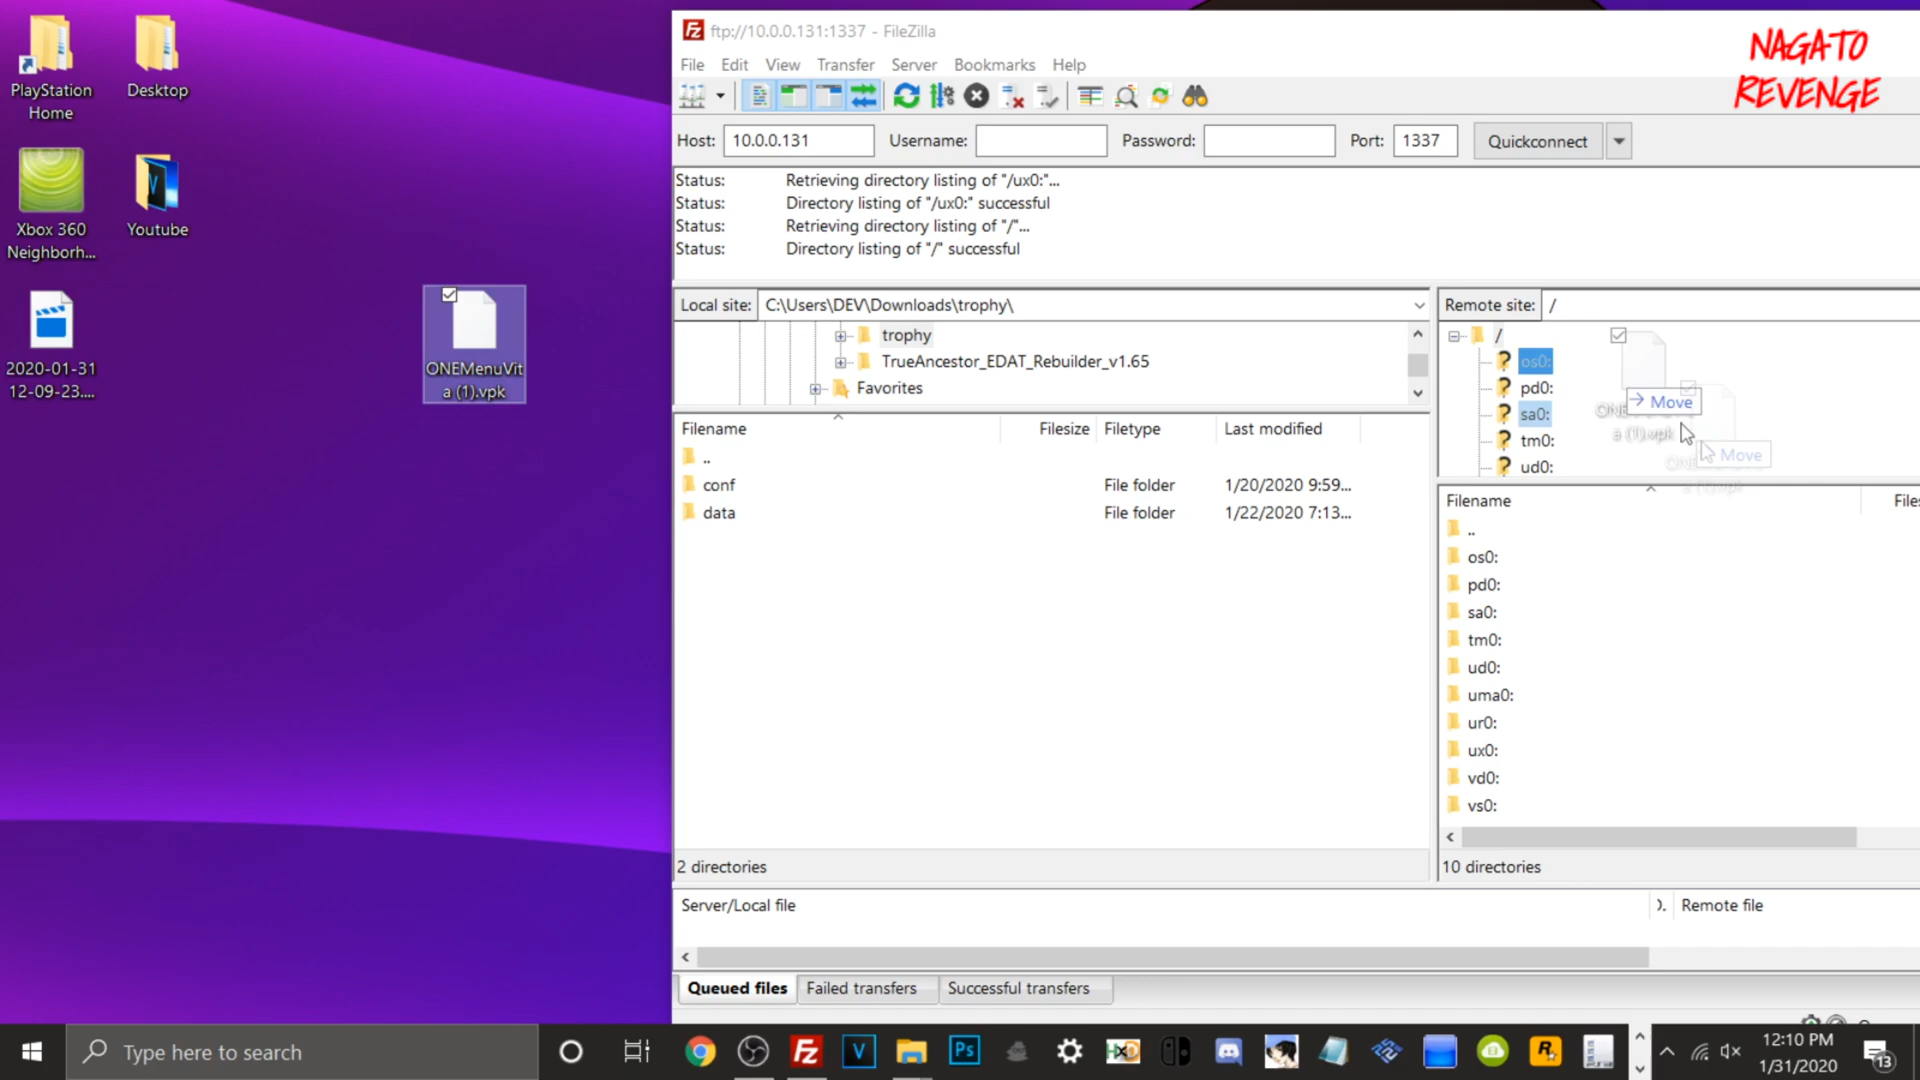 PlayStation
Home
Desktop
Xbox 360
Neighborh...
Youtube
2020-01-31
12-09-23....
ONEMenuVit
a (1).vpk
ftp://10.0.0.131:1337 - FileZilla
NAGATO
REVENGE
File Edit View Transfer Server Bookmarks Help
Host: 10.0.0.131 Username: Password: Port: 1337 Quickconnect
Status: Retrieving directory listing of "/ux0:"...
Status: Directory listing of "/ux0:" successful
Status: Retrieving directory listing of "/"...
Status: Directory listing of "/" successful
Local site: C:\Users\DEV\Downloads\trophy\
trophy
TrueAncestor_EDAT_Rebuilder_v1.65
Favorites
Filename Filesize Filetype Last modified
..
conf File folder 1/20/2020 9:59...
data File folder 1/22/2020 7:13...
2 directories
Remote site: /
/
os0:
pd0:
sa0:
tm0:
ud0:
Move
a (1).vpk
Move
Filename Files
..
os0:
pd0:
sa0:
tm0:
ud0:
uma0:
ur0:
ux0:
vd0:
vs0:
10 directories
Server/Local file Remote file
Queued files Failed transfers Successful transfers
Type here to search
12:10 PM
1/31/2020
13